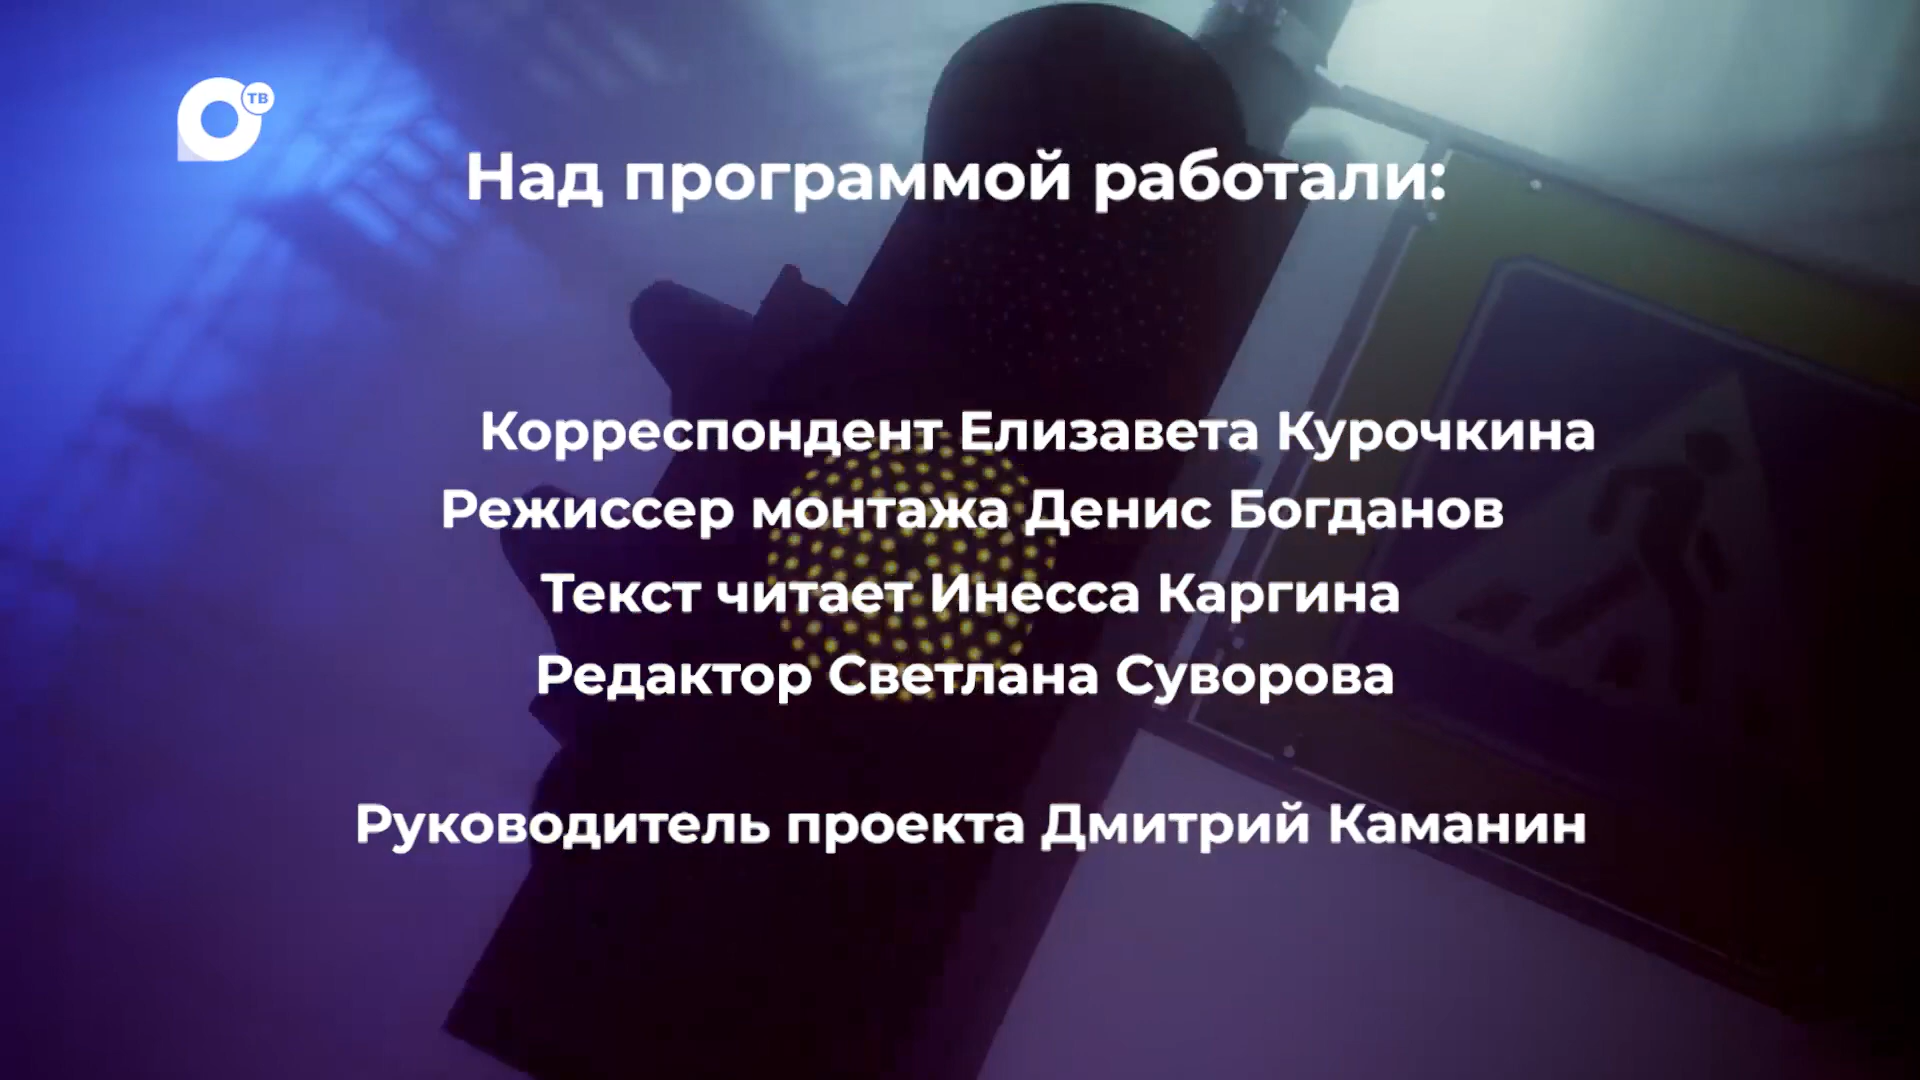 ТВ
Над программой работали:
Корреспондент Елизавета Курочкина
Режиссер монтажа Денис Богданов
Текст читает Инесса Каргина
Редактор Светлана Суворова
Руководитель проекта Дмитрий Каманин